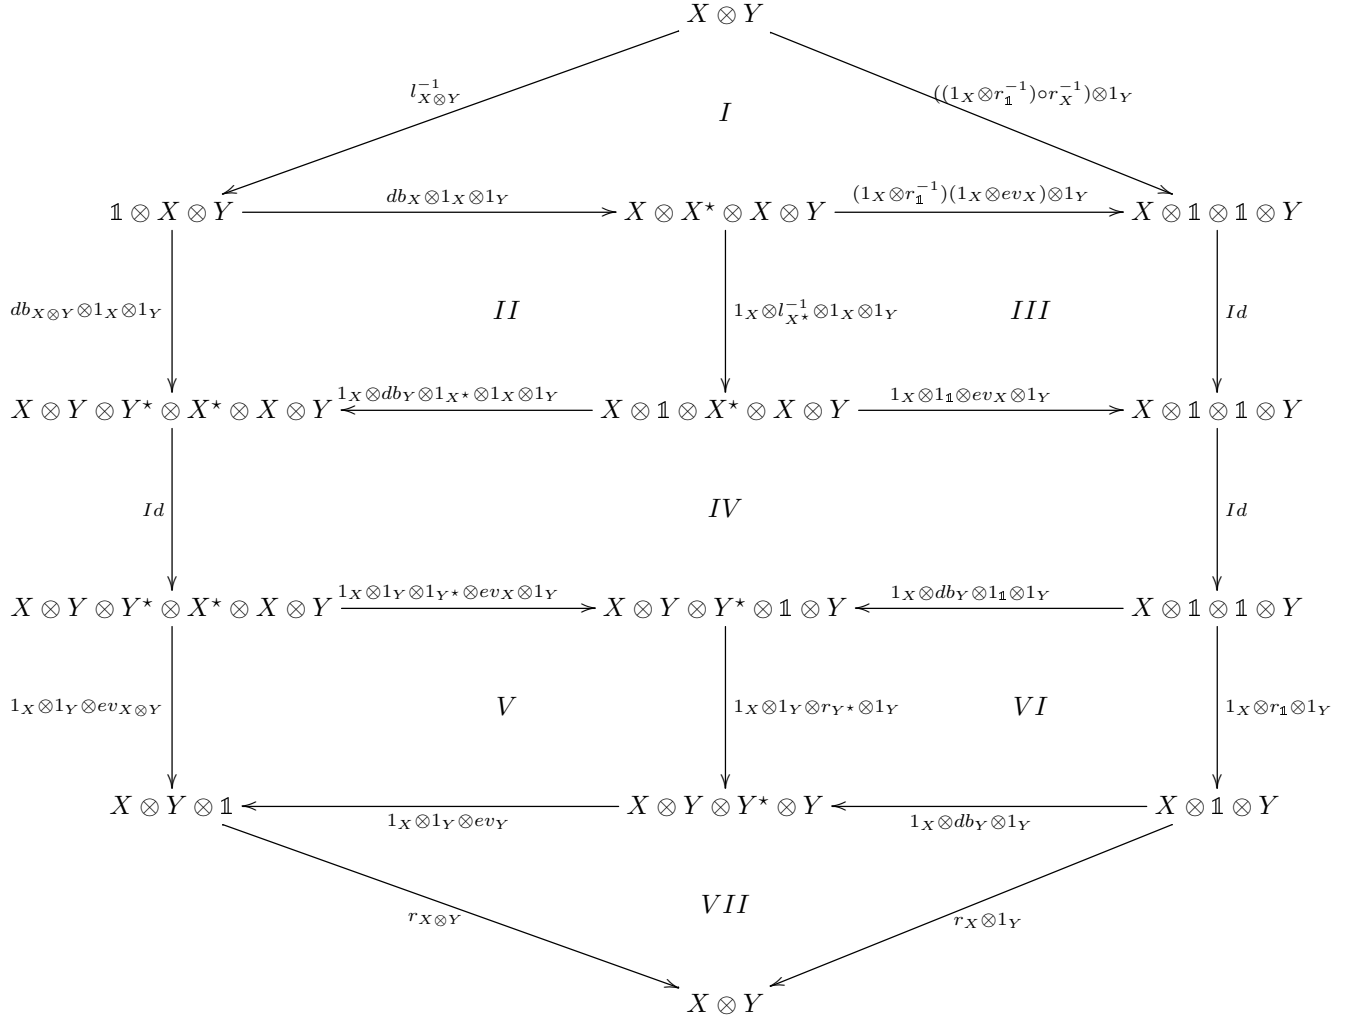 X ⊗ Y
l⁻¹_{X⊗Y}
((1_X⊗r_𝟙⁻¹)∘r_X⁻¹)⊗1_Y
I
𝟙 ⊗ X ⊗ Y
db_X⊗1_X⊗1_Y
X ⊗ X⋆ ⊗ X ⊗ Y
(1_X⊗r_𝟙⁻¹)(1_X⊗ev_X)⊗1_Y
X ⊗ 𝟙 ⊗ 𝟙 ⊗ Y
db_{X⊗Y}⊗1_X⊗1_Y
II
1_X⊗l⁻¹_{X⋆}⊗1_X⊗1_Y
III
Id
X ⊗ Y ⊗ Y⋆ ⊗ X⋆ ⊗ X ⊗ Y
1_X⊗db_Y⊗1_{X⋆}⊗1_X⊗1_Y
X ⊗ 𝟙 ⊗ X⋆ ⊗ X ⊗ Y
1_X⊗1_𝟙⊗ev_X⊗1_Y
X ⊗ 𝟙 ⊗ 𝟙 ⊗ Y
Id
IV
Id
X ⊗ Y ⊗ Y⋆ ⊗ X⋆ ⊗ X ⊗ Y
1_X⊗1_Y⊗1_{Y⋆}⊗ev_X⊗1_Y
X ⊗ Y ⊗ Y⋆ ⊗ 𝟙 ⊗ Y
1_X⊗db_Y⊗1_𝟙⊗1_Y
X ⊗ 𝟙 ⊗ 𝟙 ⊗ Y
1_X⊗1_Y⊗ev_{X⊗Y}
V
1_X⊗1_Y⊗r_{Y⋆}⊗1_Y
VI
1_X⊗r_𝟙⊗1_Y
X ⊗ Y ⊗ 𝟙
1_X⊗1_Y⊗ev_Y
X ⊗ Y ⊗ Y⋆ ⊗ Y
1_X⊗db_Y⊗1_Y
X ⊗ 𝟙 ⊗ Y
r_{X⊗Y}
VII
r_X⊗1_Y
X ⊗ Y